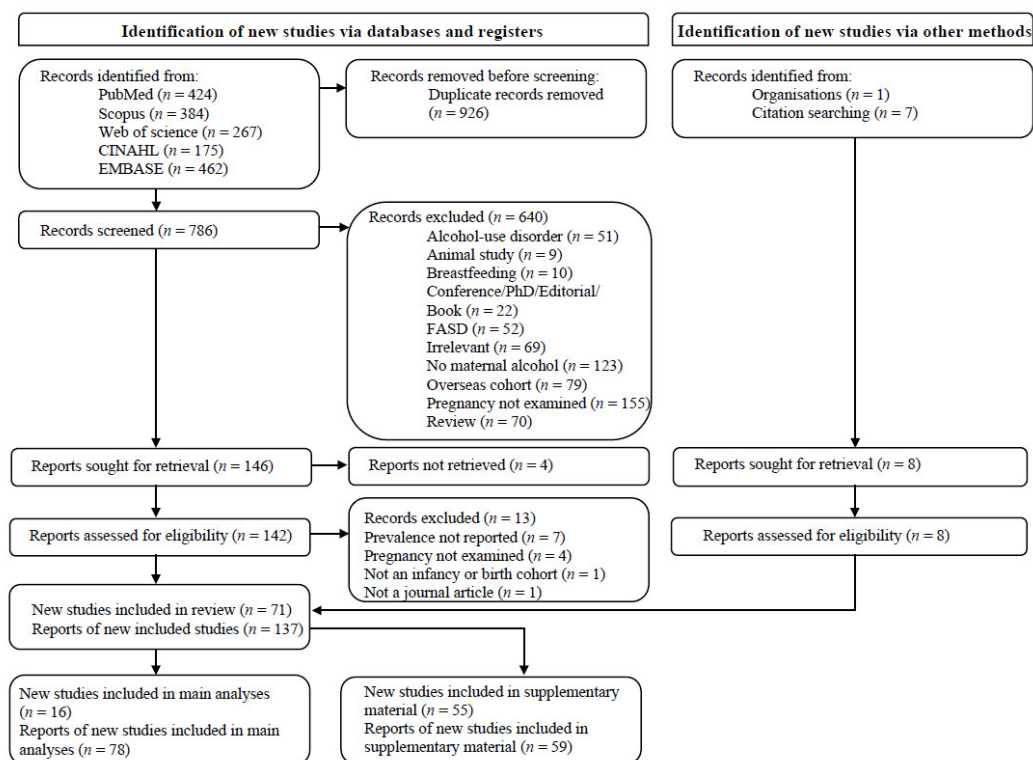 Identification of new studies via databases and registers
Identification of new studies via other methods
Records identified from:
PubMed (n = 424)
Scopus (n = 384)
Web of science (n = 267)
CINAHL (n = 175)
EMBASE (n = 462)
Records removed before screening:
Duplicate records removed
(n = 926)
Records identified from:
Organisations (n = 1)
Citation searching (n = 7)
Records screened (n = 786)
Records excluded (n = 640)
Alcohol-use disorder (n = 51)
Animal study (n = 9)
Breastfeeding (n = 10)
Conference/PhD/Editorial/
Book (n = 22)
FASD (n = 52)
Irrelevant (n = 69)
No maternal alcohol (n = 123)
Overseas cohort (n = 79)
Pregnancy not examined (n = 155)
Review (n = 70)
Reports sought for retrieval (n = 146)
Reports not retrieved (n = 4)
Reports sought for retrieval (n = 8)
Reports assessed for eligibility (n = 142)
Records excluded (n = 13)
Prevalence not reported (n = 7)
Pregnancy not examined (n = 4)
Not an infancy or birth cohort (n = 1)
Not a journal article (n = 1)
Reports assessed for eligibility (n = 8)
New studies included in review (n = 71)
Reports of new included studies (n = 137)
New studies included in main analyses
(n = 16)
Reports of new studies included in main
analyses (n = 78)
New studies included in supplementary
material (n = 55)
Reports of new studies included in
supplementary material (n = 59)